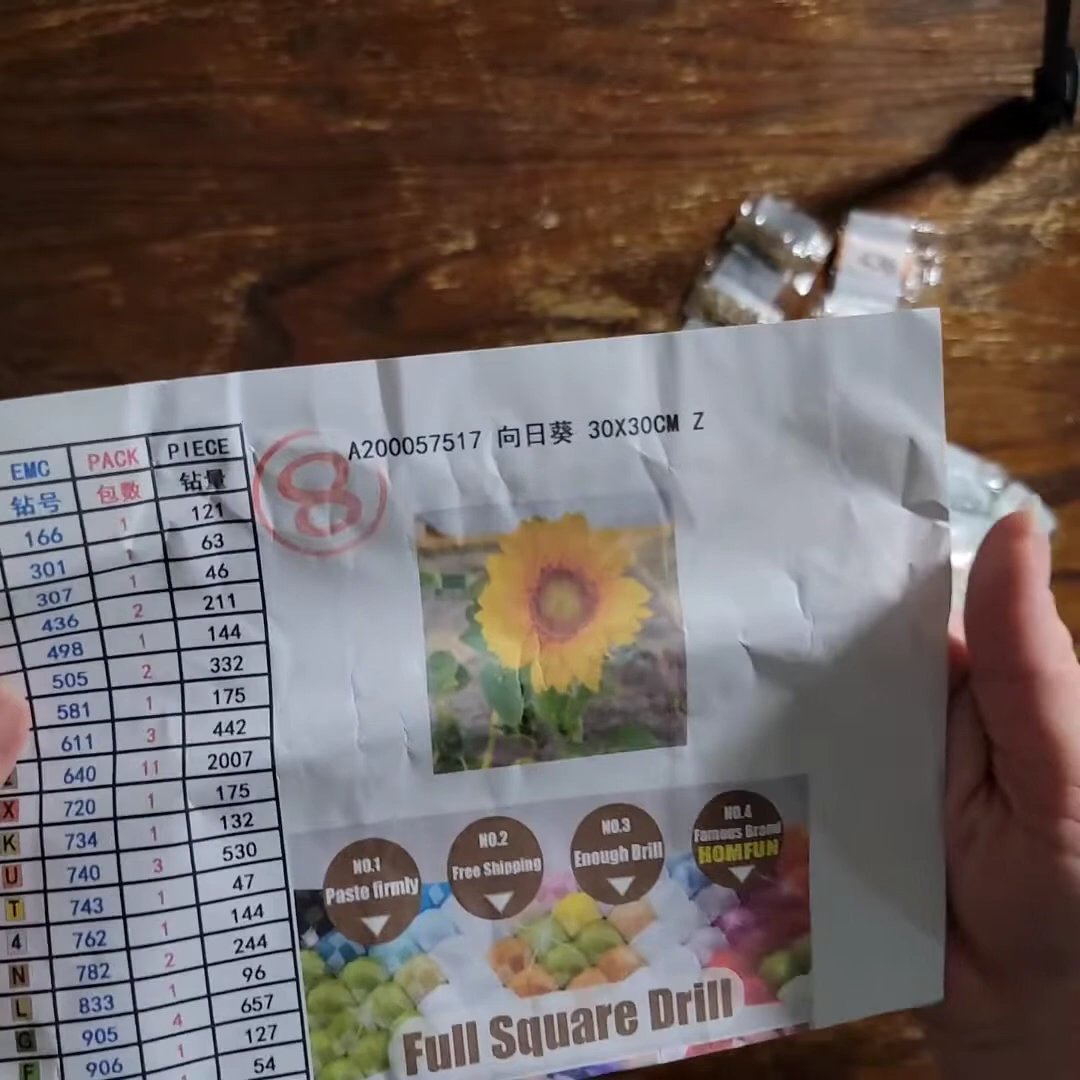 A200057517 向日葵 30X30CM Z
8
EMC PACK PIECE
钻号 包数 钻量
166 1 121
301 1 63
307 1 46
436 2 211
498 1 144
505 2 332
581 1 175
611 3 442
640 11 2007
X 720 1 175
K 734 1 132
U 740 3 530
T 743 1 47
4 762 1 144
N 782 2 244
L 833 1 96
G 905 4 657
F 906 1 127
54
NO.1
Paste firmly
NO.2
Free Shipping
NO.3
Enough Drill
NO.4
Famous Brand
HOMFUN
Full Square Drill